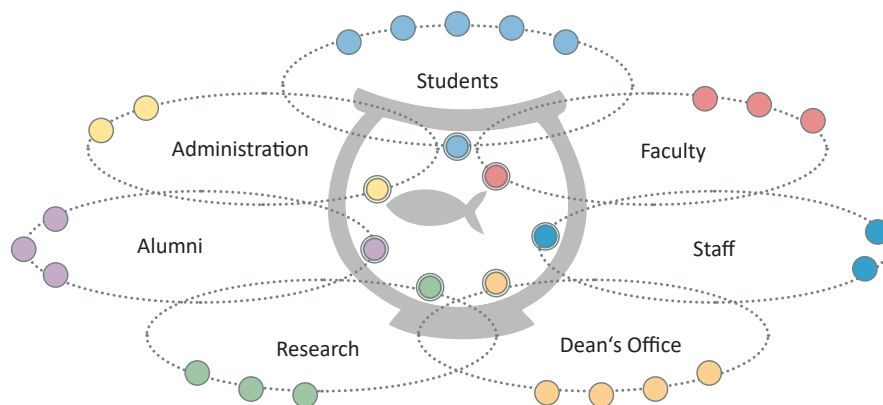 Students
Administration
Faculty
Alumni
Staff
Research
Dean‘s Office